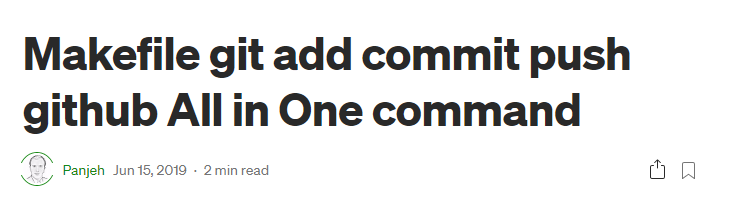 Makefile git add commit push
github All in One command
Panjeh Jun 15, 2019 · 2 min read